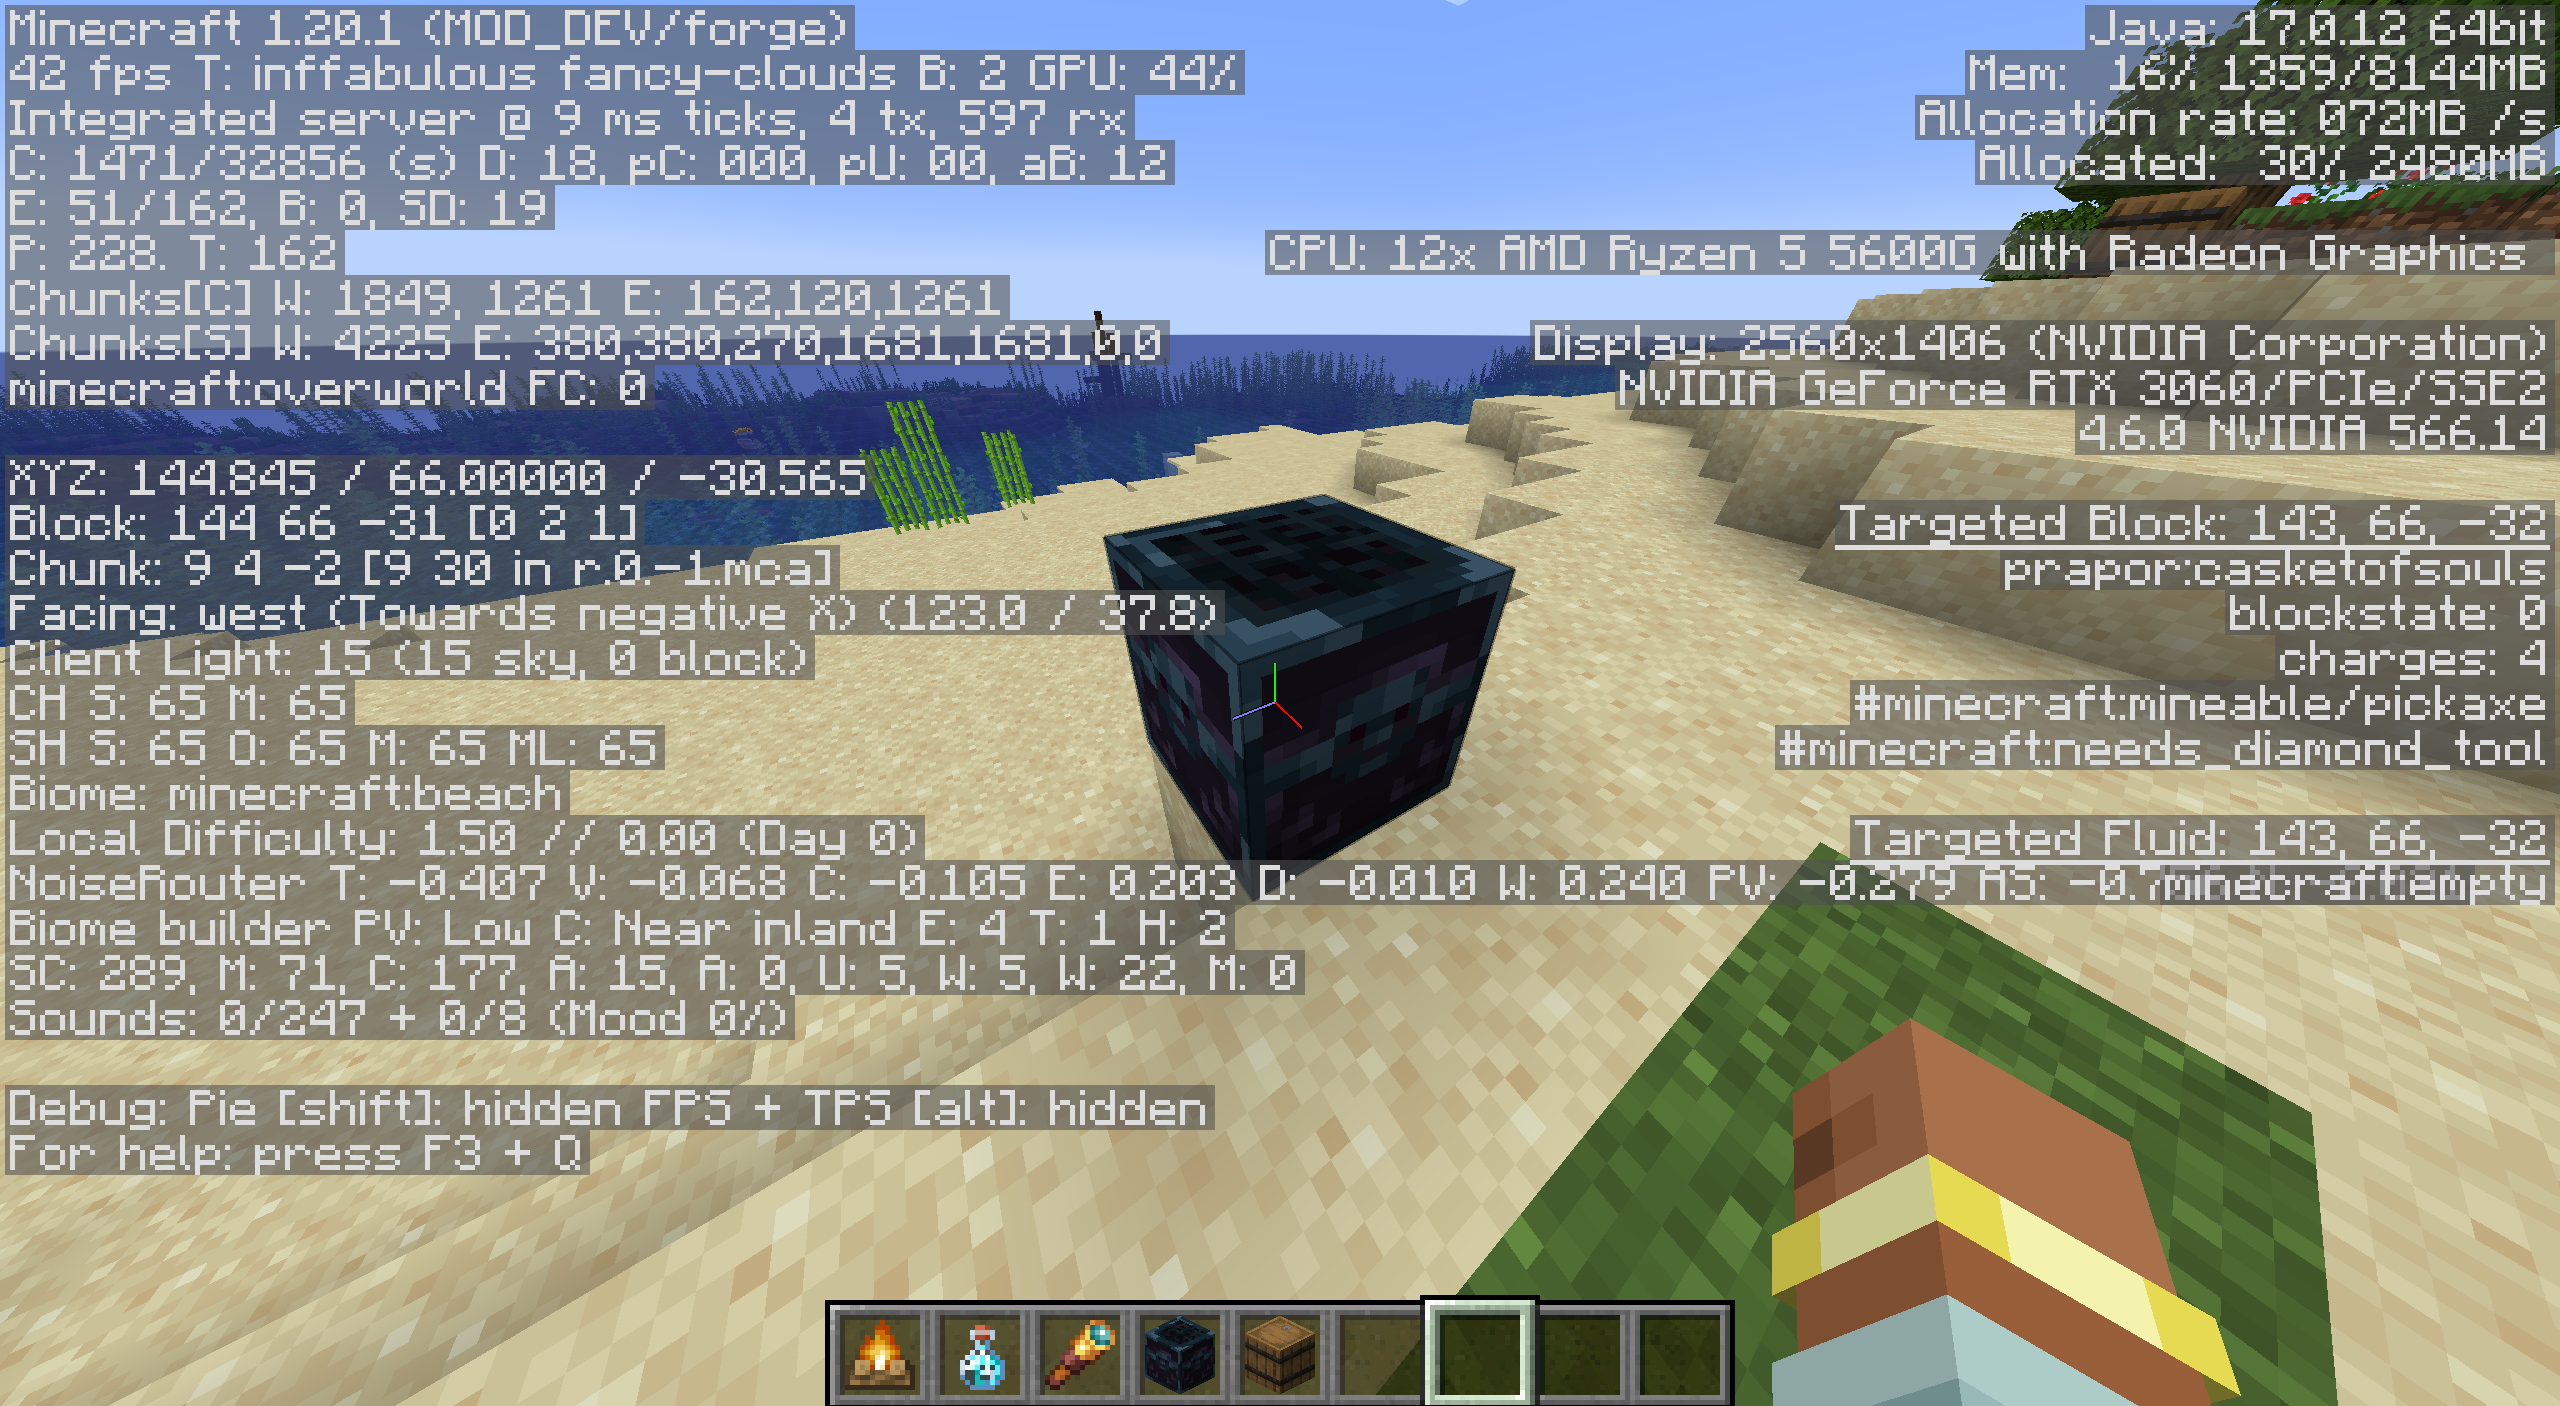 Minecraft 1.20.1 (MOD_DEV/forge)
42 fps T: inffabulous fancy-clouds B: 2 GPU: 44%
Integrated server @ 9 ms ticks, 4 tx, 597 rx
C: 1471/32856 (s) D: 18, pC: 000, pU: 00, aB: 12
E: 51/162, B: 0, SD: 19
P: 228. T: 162
Chunks[C] W: 1849, 1261 E: 162,120,1261
Chunks[S] W: 4225 E: 380,380,270,1681,1681,0,0
minecraft:overworld FC: 0
XYZ: 144.845 / 66.00000 / -30.565
Block: 144 66 -31 [0 2 1]
Chunk: 9 4 -2 [9 30 in r.0.-1.mca]
Facing: west (Towards negative X) (123.0 / 37.8)
Client Light: 15 (15 sky, 0 block)
CH S: 65 M: 65
SH S: 65 O: 65 M: 65 ML: 65
Biome: minecraft:beach
Local Difficulty: 1.50 // 0.00 (Day 0)
NoiseRouter T: -0.407 V: -0.068 C: -0.105 E: 0.203 D: -0.010 W: 0.240 PV: -0.279 AS: -0.7
Biome builder PV: Low C: Near inland E: 4 T: 1 H: 2
SC: 289, M: 71, C: 177, A: 15, A: 0, U: 5, W: 5, W: 22, M: 0
Sounds: 0/247 + 0/8 (Mood 0%)
Debug: Pie [shift]: hidden FPS + TPS [alt]: hidden
For help: press F3 + Q
Java: 17.0.12 64bit
Mem: 16% 1359/8144MB
Allocation rate: 072MB /s
Allocated: 30% 2480MB
CPU: 12x AMD Ryzen 5 5600G with Radeon Graphics
Display: 2560x1406 (NVIDIA Corporation)
NVIDIA GeForce RTX 3060/PCIe/SSE2
4.6.0 NVIDIA 566.14
Targeted Block: 143, 66, -32
prapor:casketofsouls
blockstate: 0
charges: 4
#minecraft:mineable/pickaxe
#minecraft:needs_diamond_tool
Targeted Fluid: 143, 66, -32
minecraft:empty